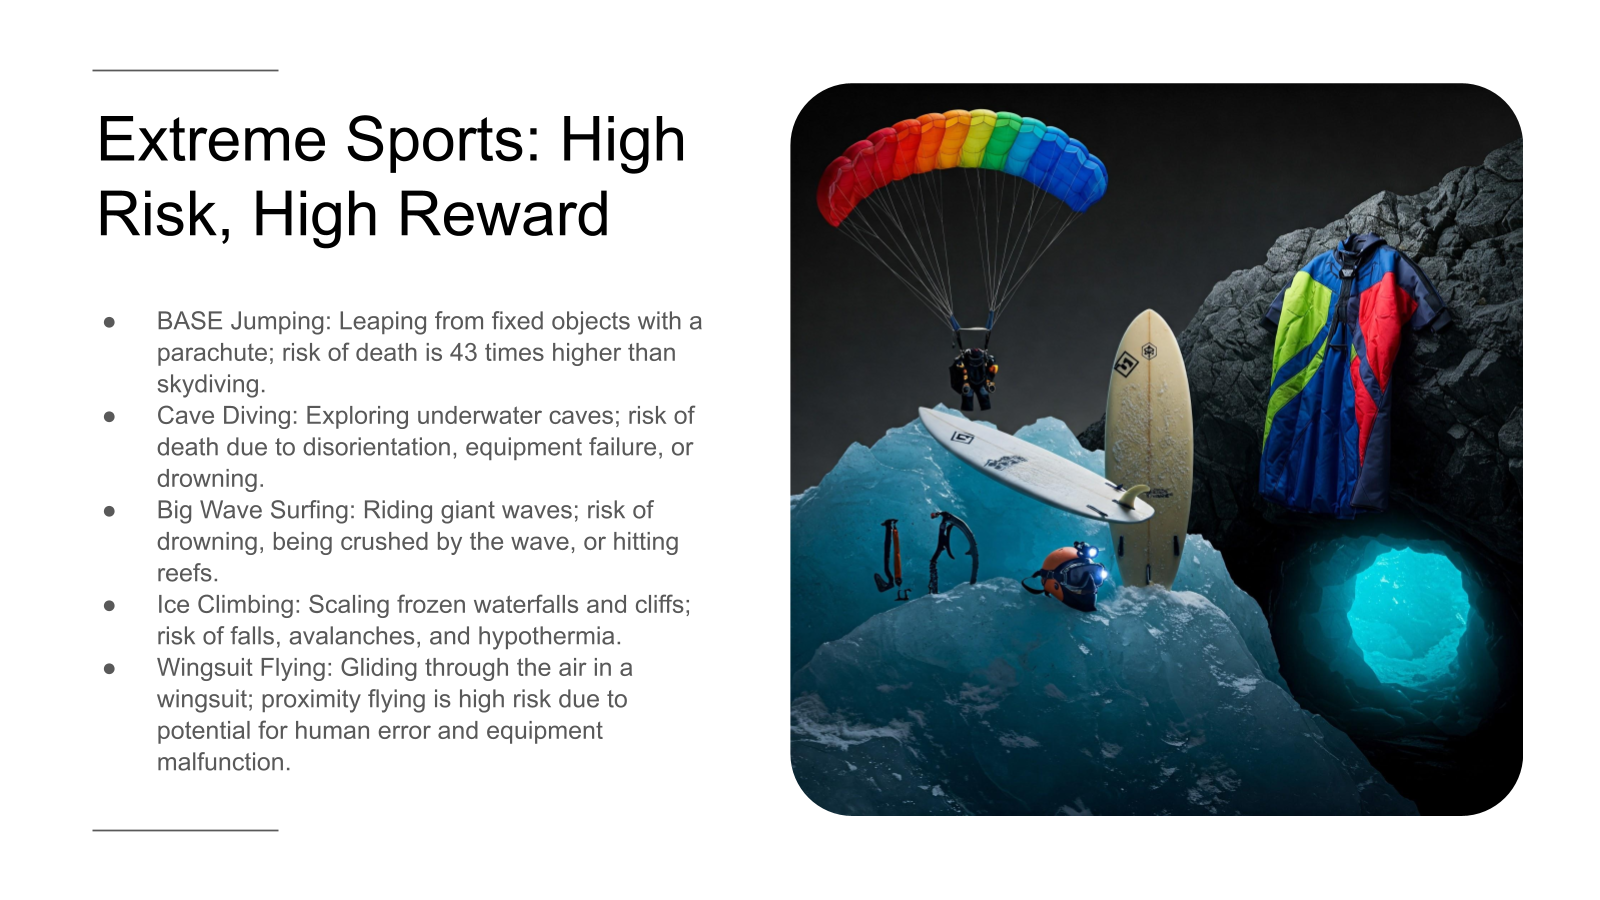 Extreme Sports: High
Risk, High Reward
● BASE Jumping: Leaping from fixed objects with a
parachute; risk of death is 43 times higher than
skydiving.
● Cave Diving: Exploring underwater caves; risk of
death due to disorientation, equipment failure, or
drowning.
● Big Wave Surfing: Riding giant waves; risk of
drowning, being crushed by the wave, or hitting
reefs.
● Ice Climbing: Scaling frozen waterfalls and cliffs;
risk of falls, avalanches, and hypothermia.
● Wingsuit Flying: Gliding through the air in a
wingsuit; proximity flying is high risk due to
potential for human error and equipment
malfunction.